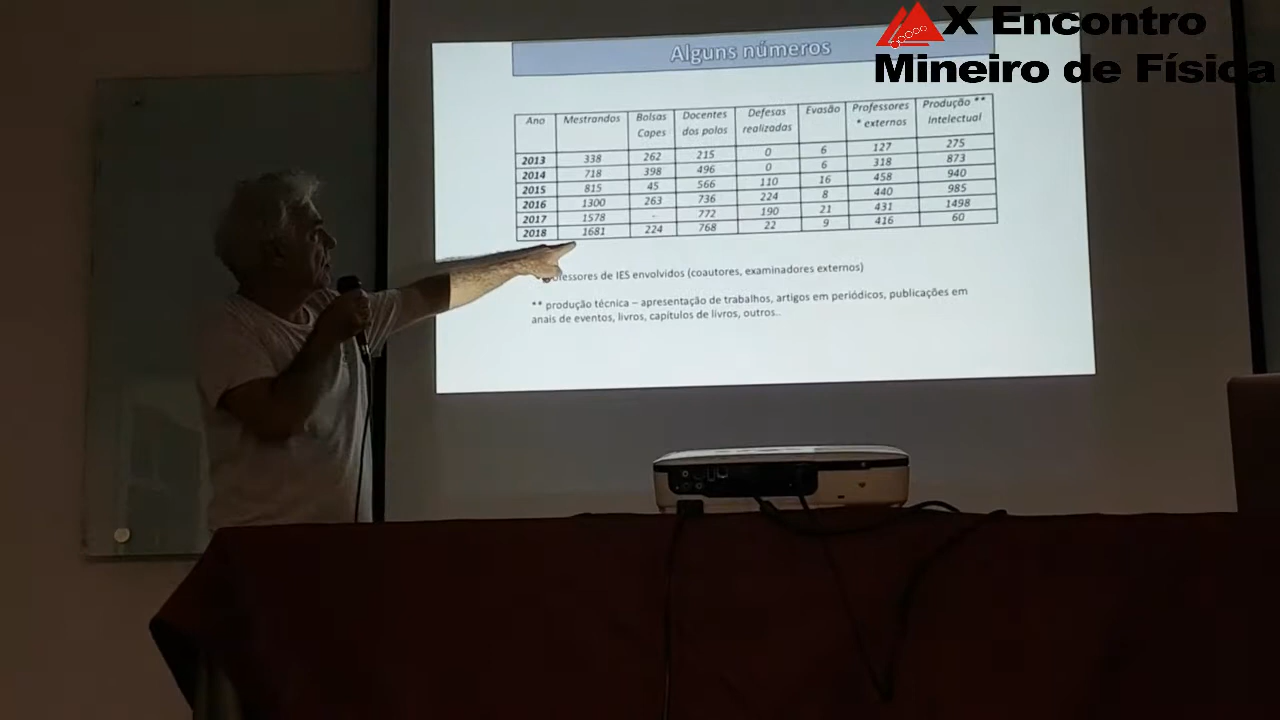 X Encontro
Mineiro de Física
Alguns números
Ano Mestrandos Bolsas Capes Docentes dos polos Defesas realizadas Evasão Professores * externos Produção ** Intelectual
2013 338 262 215 0 6 127 275
2014 718 398 496 0 6 318 873
2015 815 45 566 110 16 458 940
2016 1300 263 736 224 8 440 985
2017 1578 - 772 190 21 431 1498
2018 1681 224 768 22 9 416 60
de IES envolvidos (coautores, examinadores externos)
** produção técnica – apresentação de trabalhos, artigos em periódicos, publicações em
anais de eventos, livros, capítulos de livros, outros..